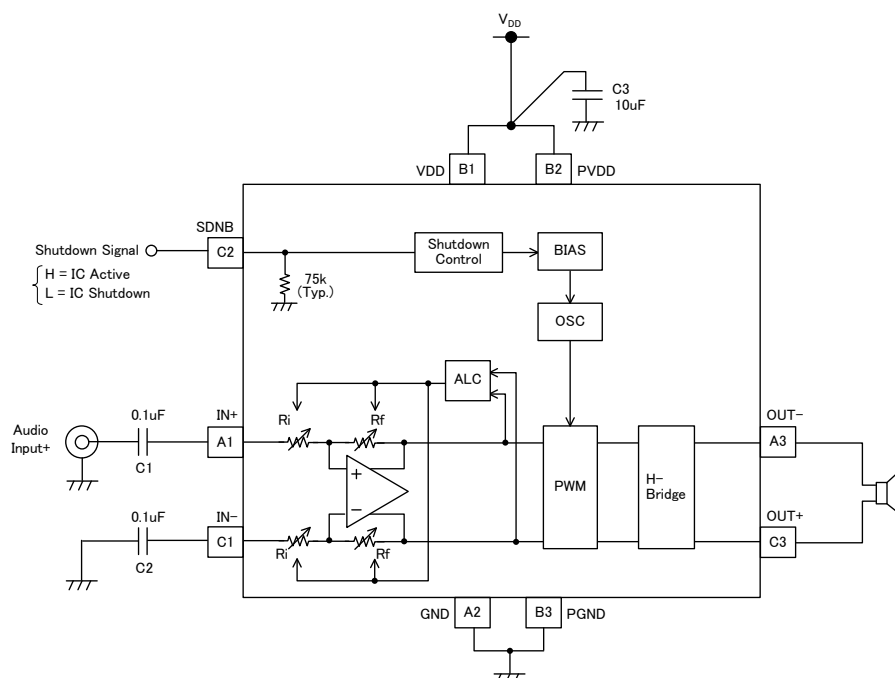 VDD
C3
10uF
VDD
B1
B2
PVDD
SDNB
Shutdown Signal
C2
H = IC Active
L = IC Shutdown
75k
(Typ.)
Shutdown
Control
BIAS
OSC
ALC
Audio
Input+
0.1uF
C1
IN+
A1
Ri
Rf
+
−
PWM
H-
Bridge
OUT-
A3
0.1uF
C2
IN-
C1
Ri
Rf
OUT+
C3
GND
A2
B3
PGND